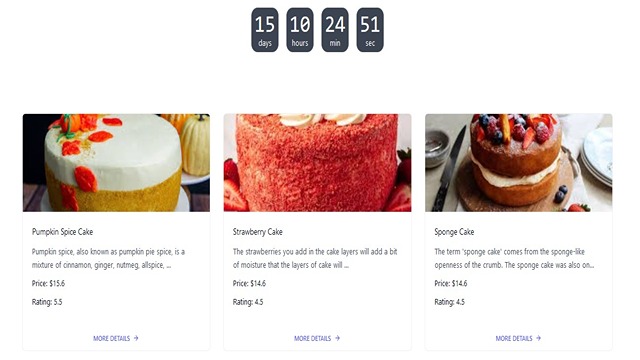 15 10 24 51
days hours min sec
Pumpkin Spice Cake
Pumpkin spice, also known as pumpkin pie spice, is a
mixture of cinnamon, ginger, nutmeg, allspice, ...
Price: $15.6
Rating: 5.5
MORE DETAILS →
Strawberry Cake
The strawberries you add in the cake layers will add a bit
of moisture that the layers of cake will ...
Price: $14.6
Rating: 4.5
MORE DETAILS →
Sponge Cake
The term 'sponge cake' comes from the sponge-like
openness of the crumb. The sponge cake was also on...
Price: $14.6
Rating: 4.5
MORE DETAILS →